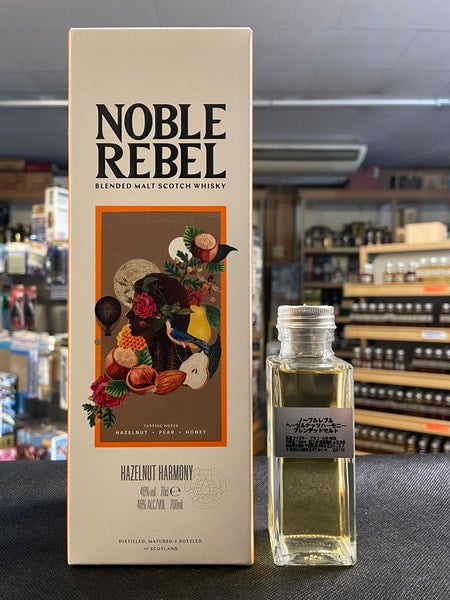 NOBLE
REBEL
BLENDED MALT SCOTCH WHISKY
TASTING NOTES
HAZELNUT • PEAR • HONEY
HAZELNUT HARMONY
46% vol 70cl ℮
46% ALC/VOL 700mL
DISTILLED, MATURED & BOTTLED
IN SCOTLAND
ノーブルレブル
ヘーゼルナッツハーモニー
ブレンデッドモルト